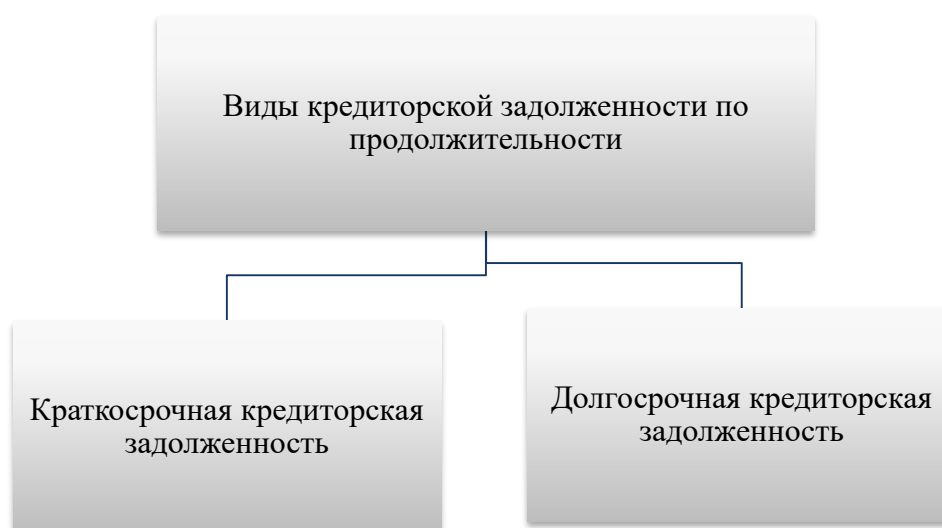 Виды кредиторской задолженности по
продолжительности
Краткосрочная кредиторская
задолженность
Долгосрочная кредиторская
задолженность